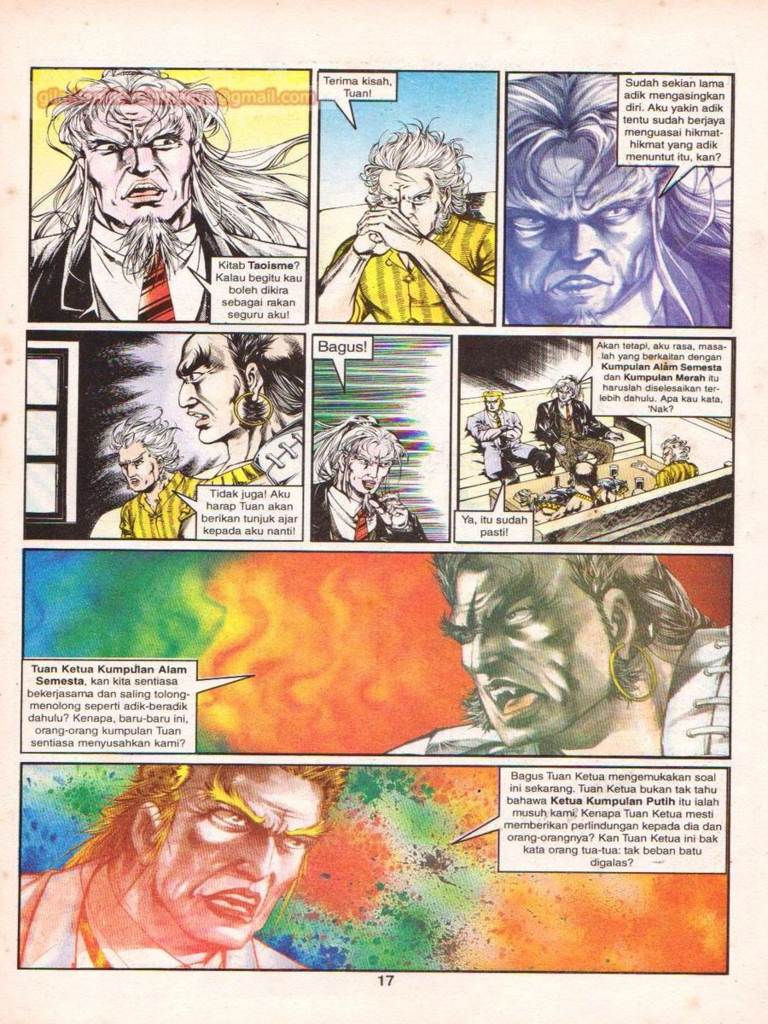 @gmail.com
Terima kisah,
Tuan!
Sudah sekian lama
adik mengasingkan
diri. Aku yakin adik
tentu sudah berjaya
menguasai hikmat-
hikmat yang adik
menuntut itu, kan?
Kitab Taoisme?
Kalau begitu kau
boleh dikira
sebagai rakan
seguru aku!
Tidak juga! Aku
harap Tuan akan
berikan tunjuk ajar
kepada aku nanti!
Bagus!
Akan tetapi, aku rasa, masa-
lah yang berkaitan dengan
Kumpulan Alam Semesta
dan Kumpulan Merah itu
haruslah diselesaikan ter-
lebih dahulu. Apa kau kata,
'Nak?
Ya, itu sudah
pasti!
Tuan Ketua Kumpulan Alam
Semesta, kan kita sentiasa
bekerjasama dan saling tolong-
menolong seperti adik-beradik
dahulu? Kenapa, baru-baru ini,
orang-orang kumpulan Tuan
sentiasa menyusahkan kami?
Bagus Tuan Ketua mengemukakan soal
ini sekarang. Tuan Ketua bukan tak tahu
bahawa Ketua Kumpulan Putih itu ialah
musuh kami. Kenapa Tuan Ketua mesti
memberikan perlindungan kepada dia dan
orang-orangnya? Kan Tuan Ketua ini bak
kata orang tua-tua: tak beban batu
digalas?
17